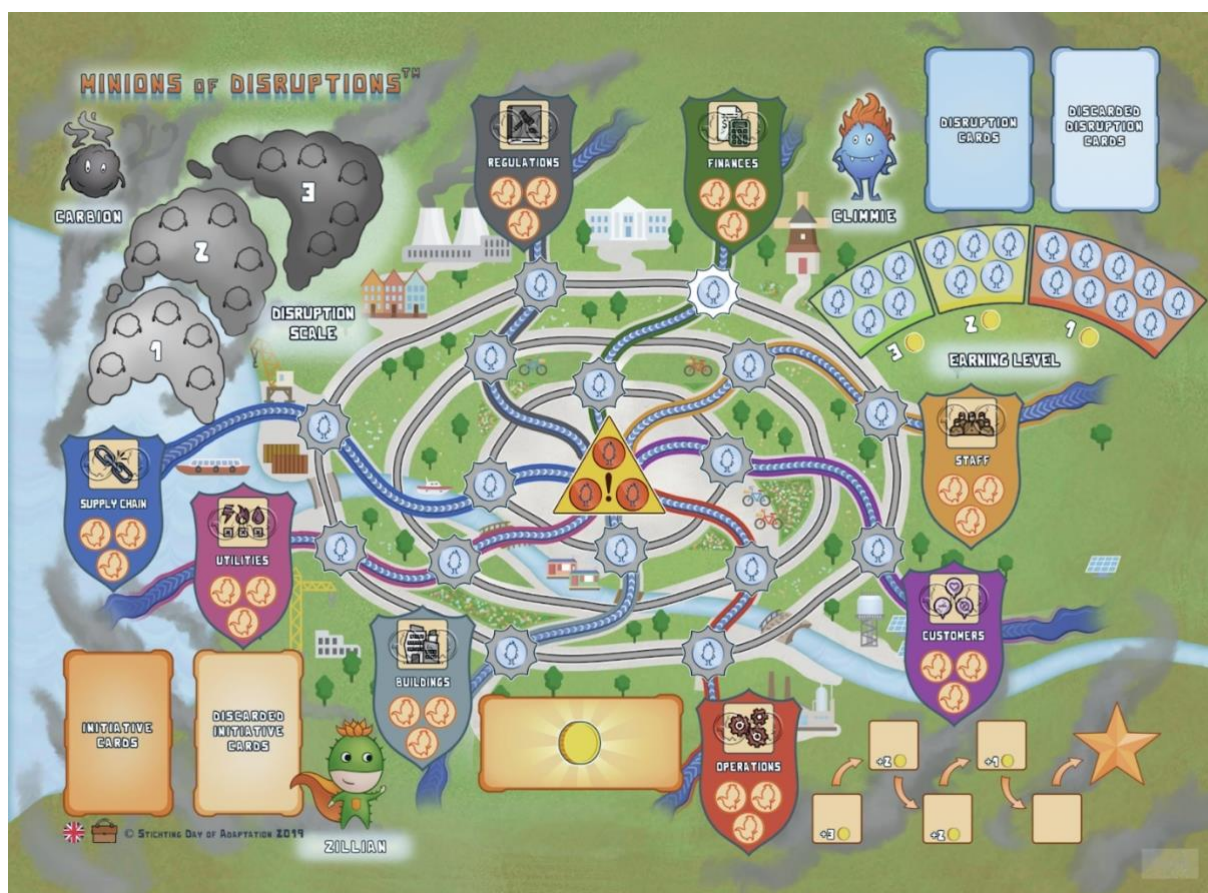 MINIONS OF DISRUPTIONS™
CARBION
3
2
1
DISRUPTION
SCALE
REGULATIONS
FINANCES
CLIMMIE
DISRUPTION
CARDS
DISCARDED
DISRUPTION
CARDS
3
2
1
EARNING LEVEL
STAFF
SUPPLY CHAIN
UTILITIES
!
CUSTOMERS
BUILDINGS
OPERATIONS
INITIATIVE
CARDS
DISCARDED
INITIATIVE
CARDS
+2
+1
+3
+2
© STICHTING DAY OF ADAPTATION 2019
ZILLIAN